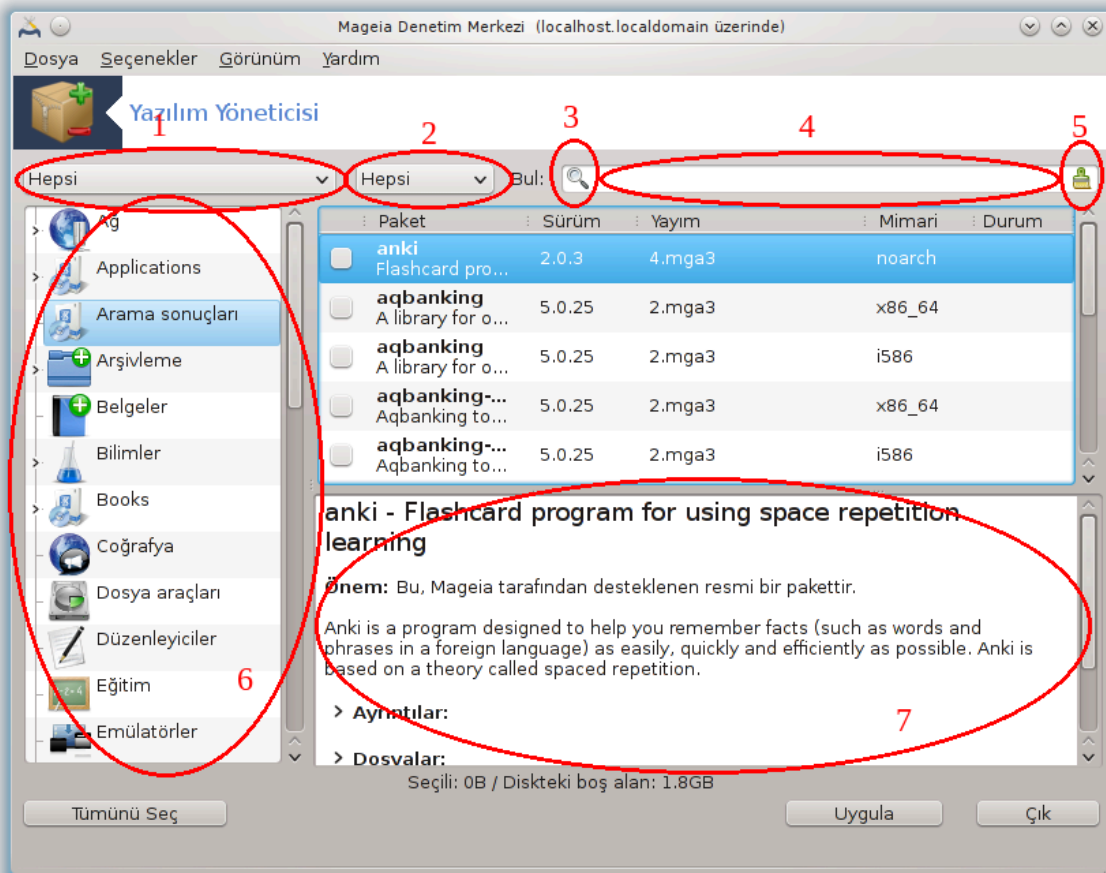 Mageia Denetim Merkezi (localhost.localdomain üzerinde)
Dosya Seçenekler Görünüm Yardım
Yazılım Yöneticisi
1 2 3 4 5
Hepsi Hepsi Bul:
Ağ
Applications
Arama sonuçları
Arşivleme
Belgeler
Bilimler
Books
Coğrafya
Dosya araçları
Düzenleyiciler
Eğitim
Emülatörler
6
Paket Sürüm Yayım Mimari Durum
anki 2.0.3 4.mga3 noarch
Flashcard pro...
aqbanking 5.0.25 2.mga3 x86_64
A library for o...
aqbanking 5.0.25 2.mga3 i586
A library for o...
aqbanking-... 5.0.25 2.mga3 x86_64
Aqbanking to...
aqbanking-... 5.0.25 2.mga3 i586
Aqbanking to...
anki - Flashcard program for using space repetition
learning
Önem: Bu, Mageia tarafından desteklenen resmi bir pakettir.
Anki is a program designed to help you remember facts (such as words and
phrases in a foreign language) as easily, quickly and efficiently as possible. Anki is
based on a theory called spaced repetition.
Ayrıntılar:
7
Dosyalar:
Seçili: 0B / Diskteki boş alan: 1.8GB
Tümünü Seç Uygula Çık